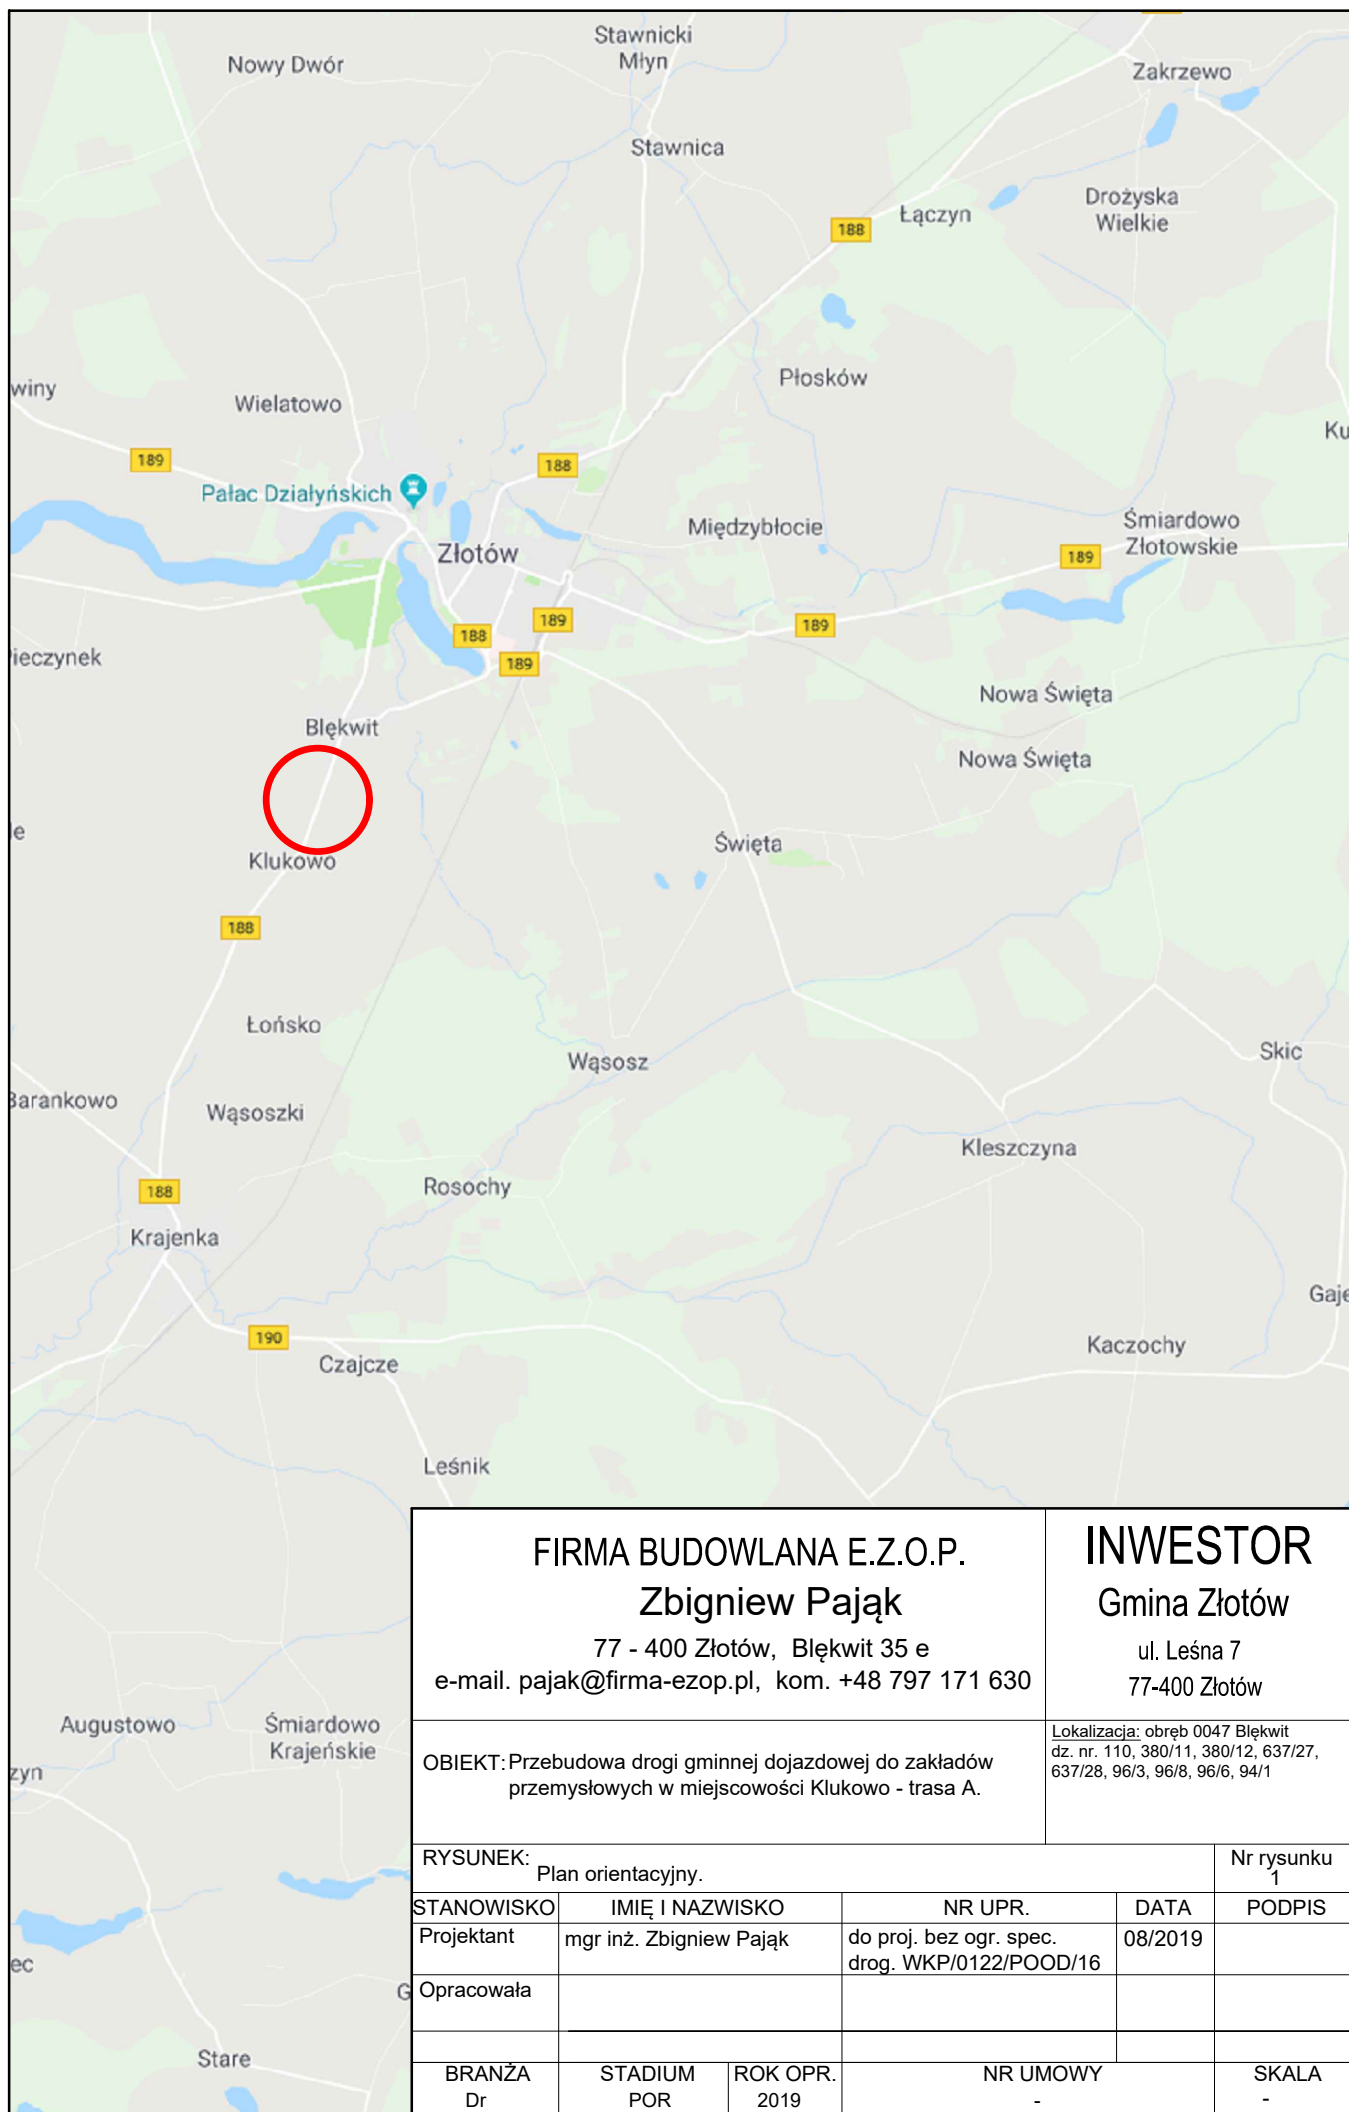 Stawnicki
Młyn
Nowy Dwór
Zakrzewo
Stawnica
Drożyska
Wielkie
Łączyn
188
Płosków
winy
Wielatowo
Ku
189
188
Pałac Działyńskich
Międzybłocie
Śmiardowo
Złotowskie
Złotów
189
189
188
189
189
ieczynek
Nowa Święta
Blękwit
Nowa Święta
le
Święta
Klukowo
188
Łońsko
Skic
Wąsosz
Barankowo
Wąsoszki
Kleszczyna
Rosochy
188
Krajenka
Gaje
190
Kaczochy
Czajcze
Leśnik
Augustowo
Śmiardowo
Krajeńskie
zyn
ec
G
Stare
FIRMA BUDOWLANA E.Z.O.P.
Zbigniew Pająk
77 - 400 Złotów, Blękwit 35 e
e-mail. pajak@firma-ezop.pl, kom. +48 797 171 630
INWESTOR
Gmina Złotów
ul. Leśna 7
77-400 Złotów
OBIEKT: Przebudowa drogi gminnej dojazdowej do zakładów
przemysłowych w miejscowości Klukowo - trasa A.
Lokalizacja: obręb 0047 Blękwit
dz. nr. 110, 380/11, 380/12, 637/27,
637/28, 96/3, 96/8, 96/6, 94/1
RYSUNEK: Plan orientacyjny.
Nr rysunku
1
STANOWISKO IMIĘ I NAZWISKO NR UPR. DATA PODPIS
Projektant mgr inż. Zbigniew Pająk do proj. bez ogr. spec. 08/2019
drog. WKP/0122/POOD/16
Opracowała
BRANŻA STADIUM ROK OPR. NR UMOWY SKALA
Dr POR 2019 - -